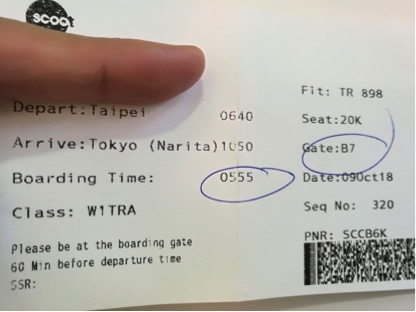 scoot
Depart:Taipei 0640
Arrive:Tokyo (Narita)1050
Boarding Time: 0555
Class: W1TRA
Please be at the boarding gate
60 Min before departure time
SSR:
Flt: TR 898
Seat:20K
Gate:B7
Date:09Oct18
Seq No: 320
PNR: SCCB6K